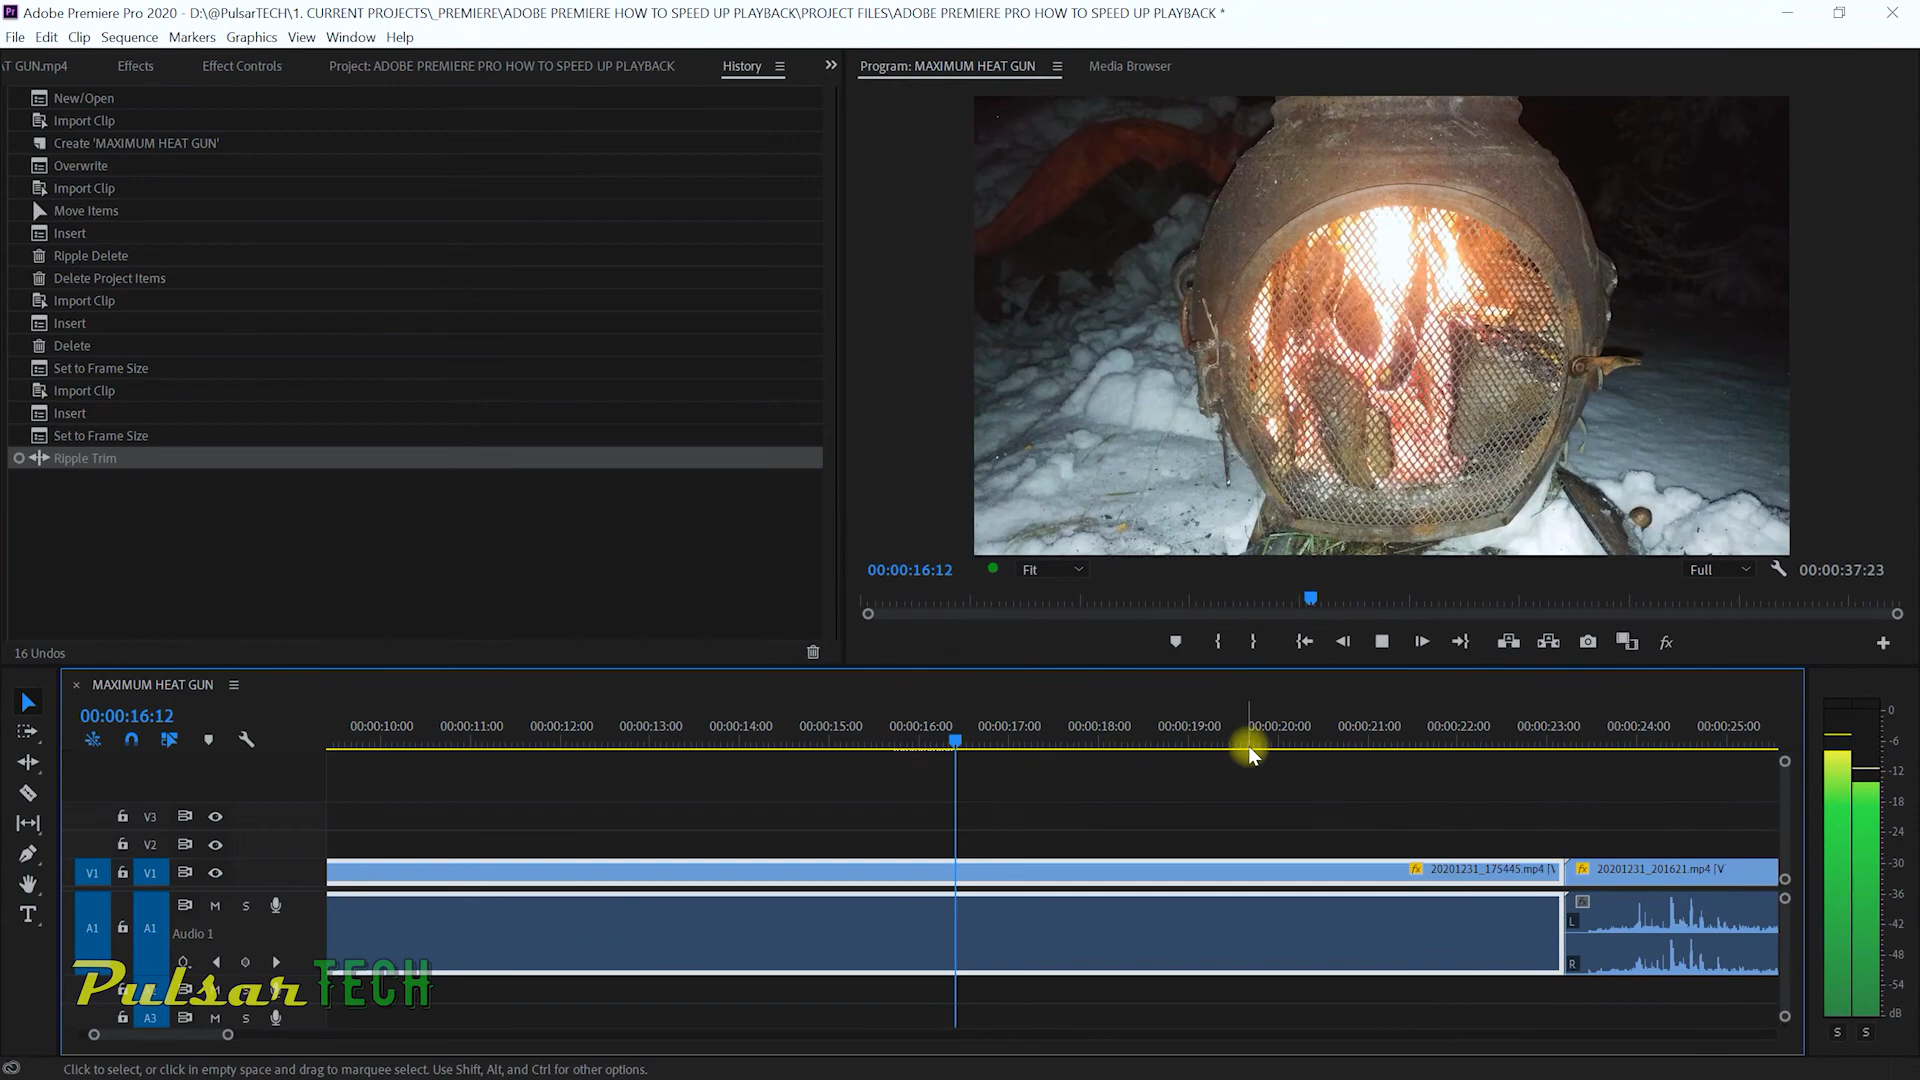 Adobe Premiere Pro 2020 - D:\@PulsarTECH\1. CURRENT PROJECTS\_PREMIERE\ADOBE PREMIERE HOW TO SPEED UP PLAYBACK\PROJECT FILES\ADOBE PREMIERE PRO HOW TO SPEED UP PLAYBACK *
File Edit Clip Sequence Markers Graphics View Window Help
AT GUN.mp4 Effects Effect Controls Project: ADOBE PREMIERE PRO HOW TO SPEED UP PLAYBACK History
New/Open
Import Clip
Create 'MAXIMUM HEAT GUN'
Overwrite
Import Clip
Move Items
Insert
Ripple Delete
Delete Project Items
Import Clip
Insert
Delete
Set to Frame Size
Import Clip
Insert
Set to Frame Size
Ripple Trim
16 Undos
Program: MAXIMUM HEAT GUN Media Browser
00:00:16:12 Fit Full 00:00:37:23
fx
MAXIMUM HEAT GUN
00:00:16:12
00:00:10:00 00:00:11:00 00:00:12:00 00:00:13:00 00:00:14:00 00:00:15:00 00:00:16:00 00:00:17:00 00:00:18:00 00:00:19:00 00:00:20:00 00:00:21:00 00:00:22:00 00:00:23:00 00:00:24:00 00:00:25:00
V3
V2
V1 V1 fx 20201231_175445.mp4 [V fx 20201231_201621.mp4 [V
M S fx
A1 A1 L
Audio 1
R
PulsarTECH
M S
A3 M S
0
-6
-12
-18
-24
-30
-36
-42
-48
-54
dB
S S
Click to select, or click in empty space and drag to marquee select. Use Shift, Alt, and Ctrl for other options.